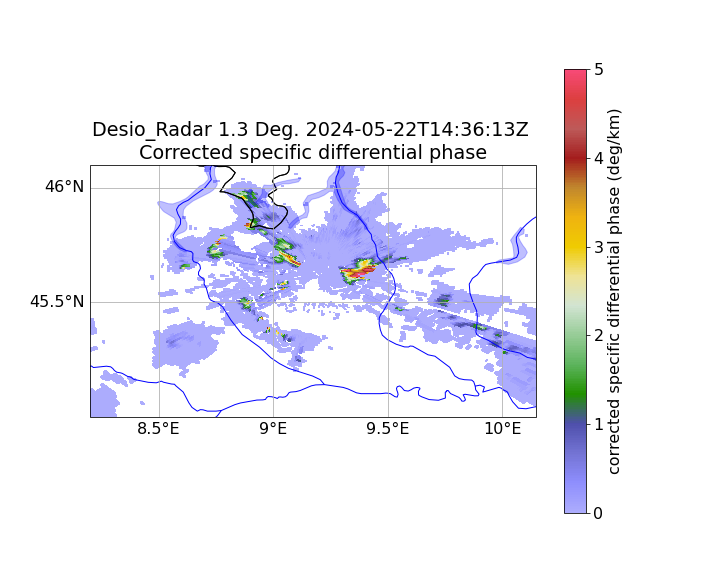 Desio_Radar 1.3 Deg. 2024-05-22T14:36:13Z
Corrected specific differential phase
46°N
45.5°N
8.5°E
9°E
9.5°E
10°E
5
4
3
2
1
0
corrected specific differential phase (deg/km)